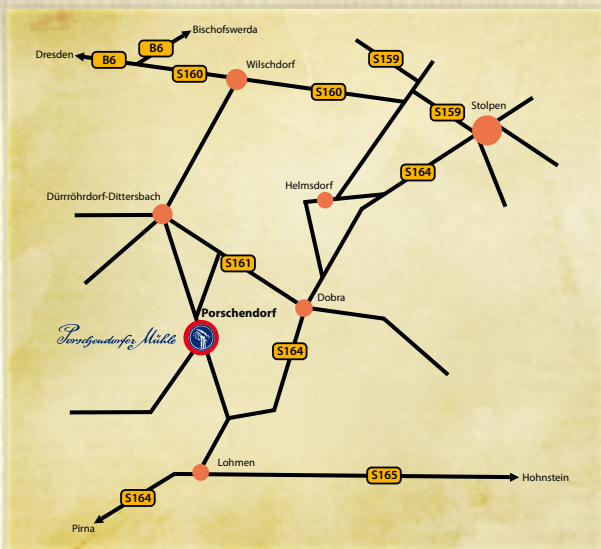 Bischofswerda
B6
Dresden
B6
S159
S160
Wilschdorf
S160
Stolpen
S159
S164
Helmsdorf
Dürrröhrdorf-Dittersbach
S161
Dobra
Porschendorf
Porschendorfer Mühle
S164
Lohmen
S165
Hohnstein
S164
Pirna